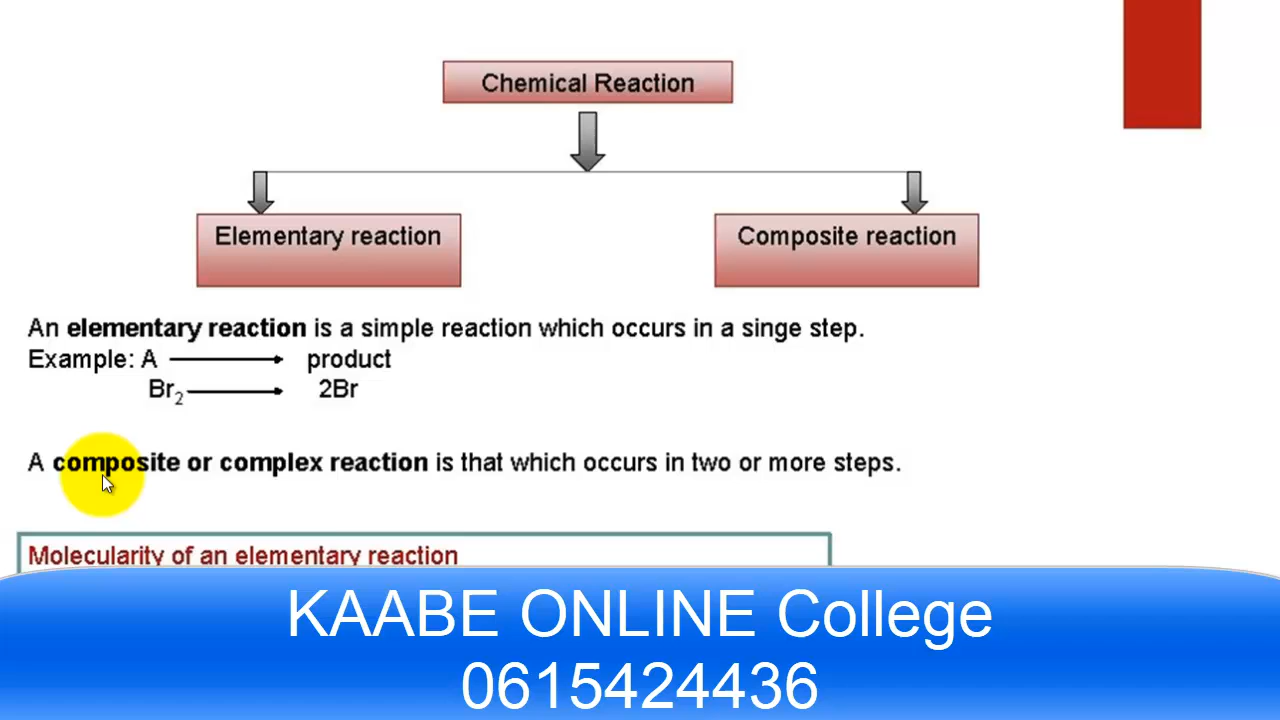 Chemical Reaction
Elementary reaction
Composite reaction
An elementary reaction is a simple reaction which occurs in a singe step.
Example: A ⟶ product
Br₂ ⟶ 2Br
A composite or complex reaction is that which occurs in two or more steps.
Molecularity of an elementary reaction
KAABE ONLINE College
0615424436